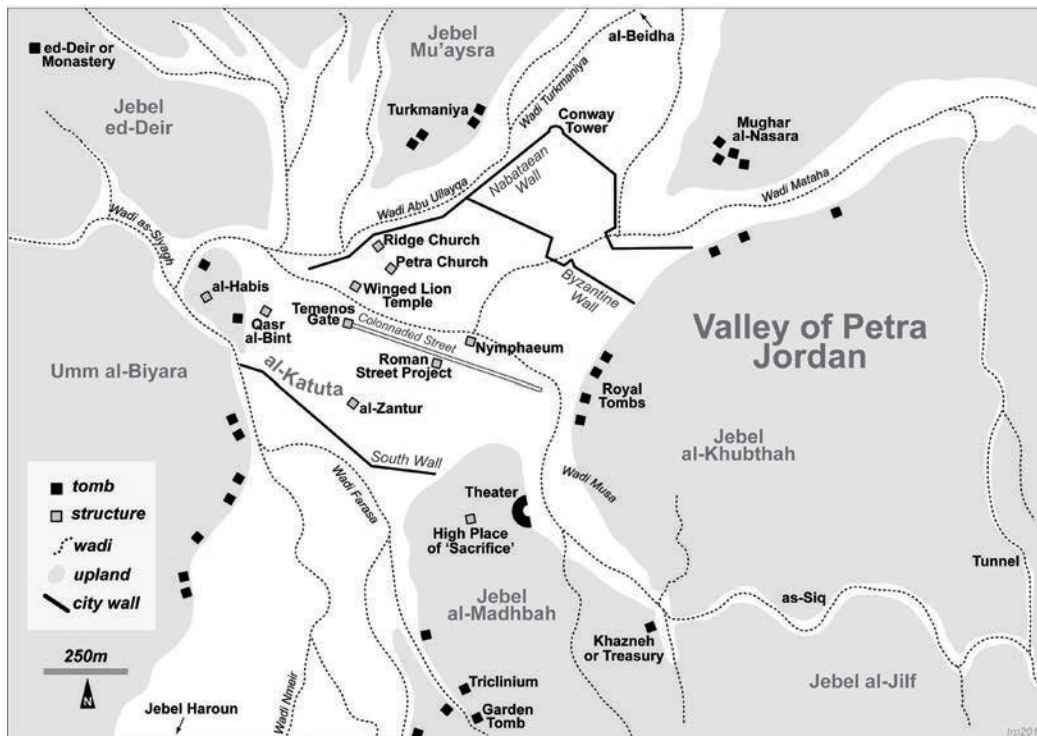 ed-Deir or
Monastery
Jebel
ed-Deir
Jebel
Mu'aysra
al-Beidha
Turkmaniya
Wadi Turkmaniya
Conway
Tower
Mughar
al-Nasara
Nabataean
Wall
Wadi Mataha
Wadi Abu Ullayqa
Wadi as-Siyagh
Ridge Church
Petra Church
Winged Lion
Temple
Byzantine
Wall
al-Habis
Qasr
al-Bint
Temenos
Gate
Colonnaded Street
Nymphaeum
Roman
Street Project
Valley of Petra
Jordan
Umm al-Biyara
al-Katuta
al-Zantur
Royal
Tombs
Jebel
al-Khubthah
South Wall
Wadi Farasa
Wadi Musa
Theater
High Place
of 'Sacrifice'
tomb
structure
wadi
upland
city wall
250m
N
Jebel
al-Madhbah
as-Siq
Tunnel
Khazneh
or Treasury
Jebel al-Jilf
Triclinium
Garden
Tomb
Wadi Nmeir
Jebel Haroun